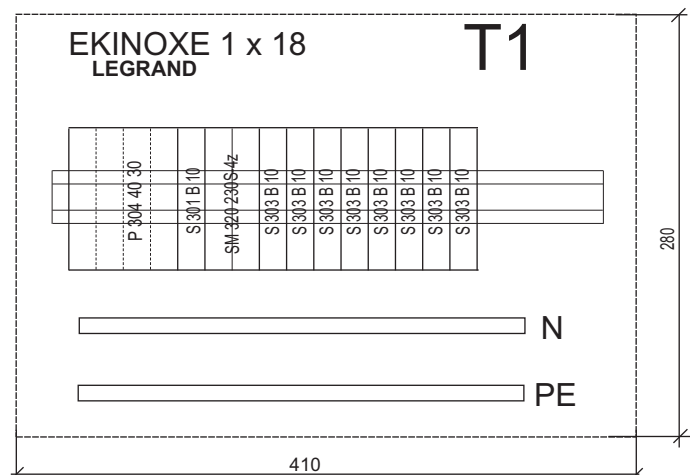 EKINOXE 1 x 18
LEGRAND
T1
P 304 40 30
S 301 B 10
SM 320 230S 4z
S 303 B 10
S 303 B 10
S 303 B 10
S 303 B 10
S 303 B 10
S 303 B 10
S 303 B 10
S 303 B 10
N
PE
280
410